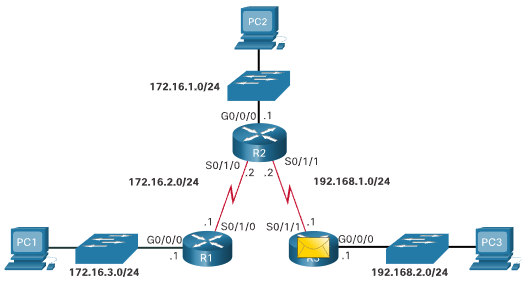 PC2
172.16.1.0/24
G0/0/0 .1
R2
S0/1/0 S0/1/1
.2 .2
172.16.2.0/24 192.168.1.0/24
.1 S0/1/0 S0/1/1 .1
PC1 G0/0/0 R1 G0/0/0 PC3
.1 .1
172.16.3.0/24 192.168.2.0/24